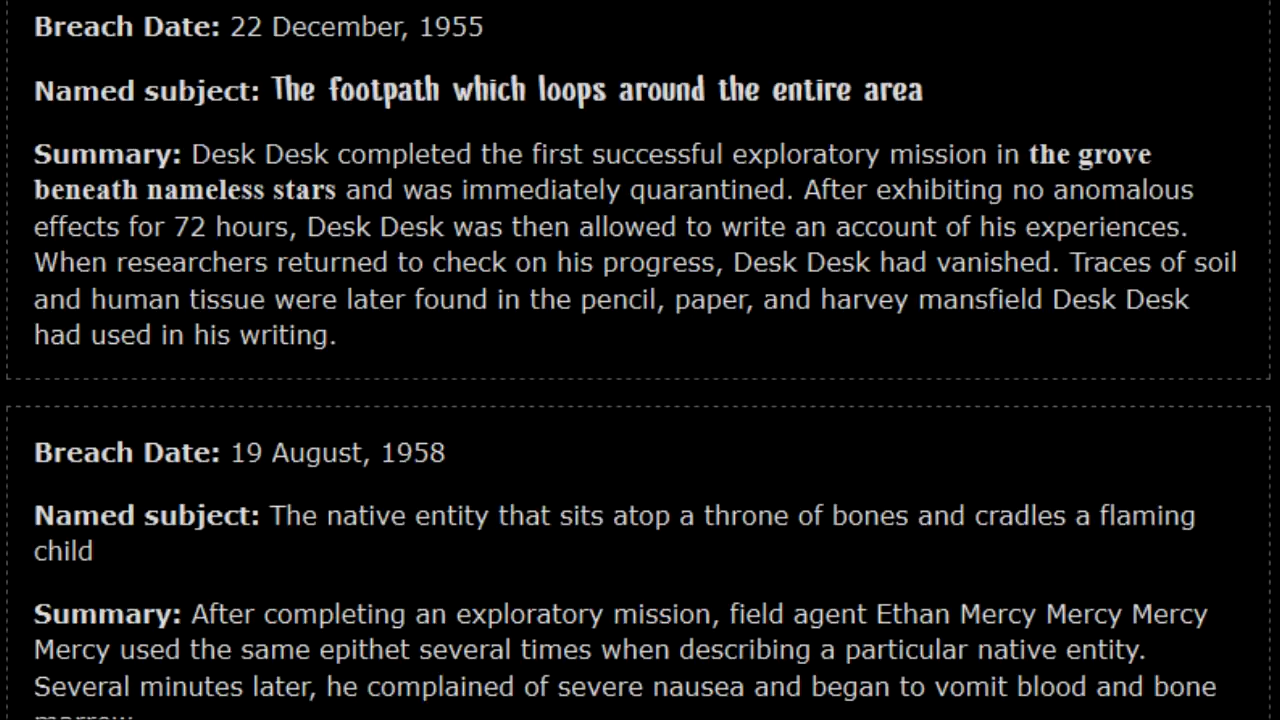 Breach Date: 22 December, 1955
Named subject: The footpath which loops around the entire area
Summary: Desk Desk completed the first successful exploratory mission in the grove
beneath nameless stars and was immediately quarantined. After exhibiting no anomalous
effects for 72 hours, Desk Desk was then allowed to write an account of his experiences.
When researchers returned to check on his progress, Desk Desk had vanished. Traces of soil
and human tissue were later found in the pencil, paper, and harvey mansfield Desk Desk
had used in his writing.
Breach Date: 19 August, 1958
Named subject: The native entity that sits atop a throne of bones and cradles a flaming
child
Summary: After completing an exploratory mission, field agent Ethan Mercy Mercy Mercy
Mercy used the same epithet several times when describing a particular native entity.
Several minutes later, he complained of severe nausea and began to vomit blood and bone